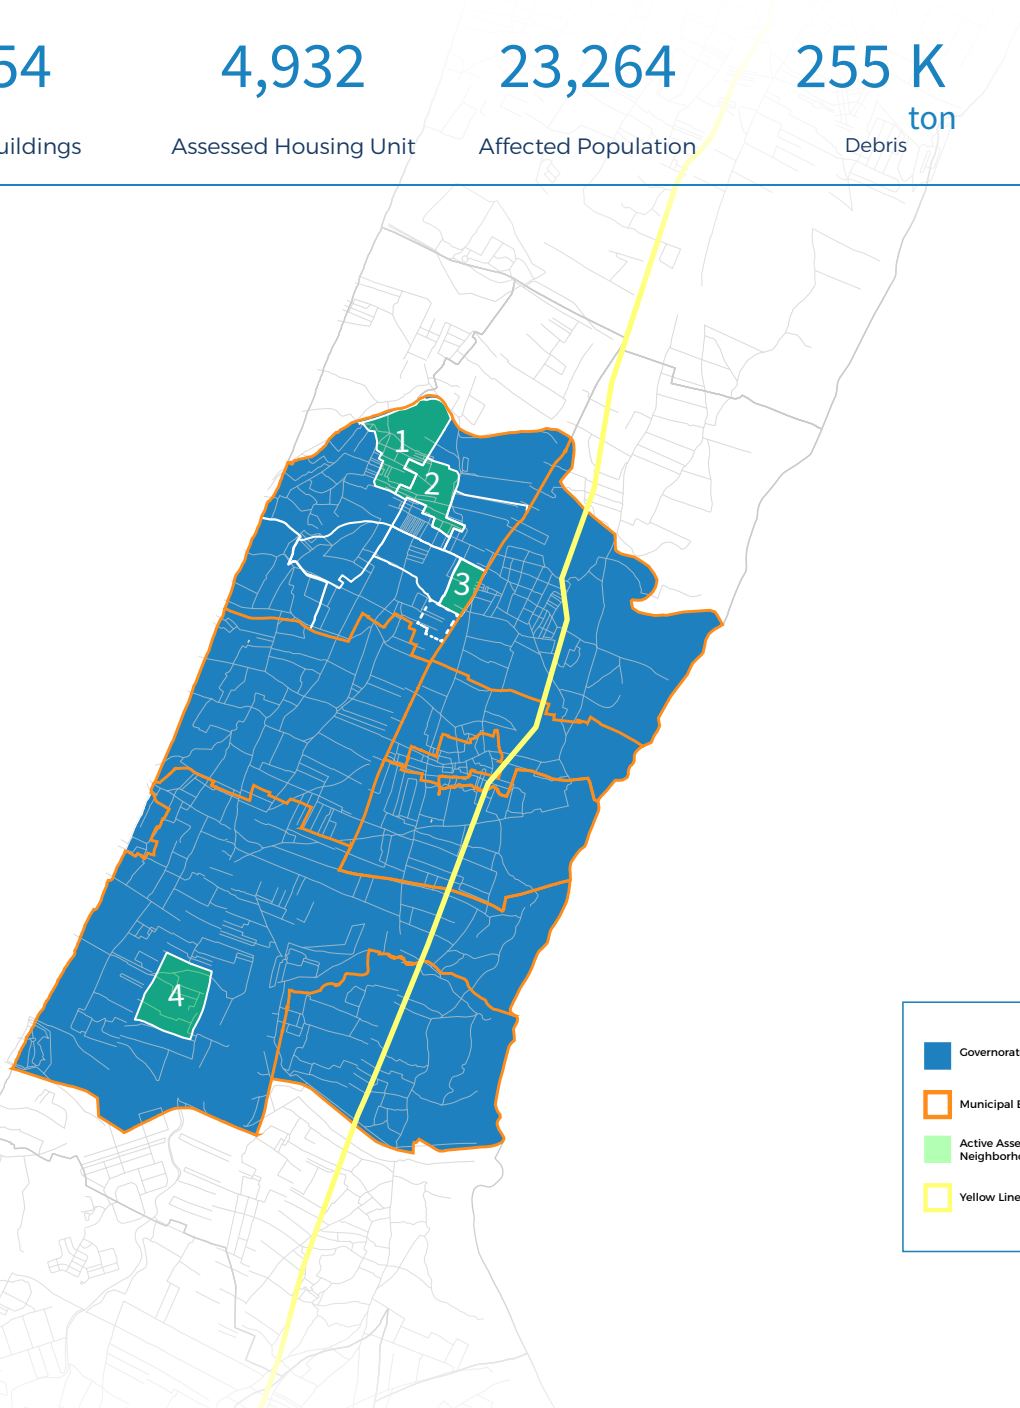 54 4,932 23,264 255 K
ton
uildings Assessed Housing Unit Affected Population Debris
1
2
3
4
Governorat
Municipal B
Active Asse
Neighborho
Yellow Line